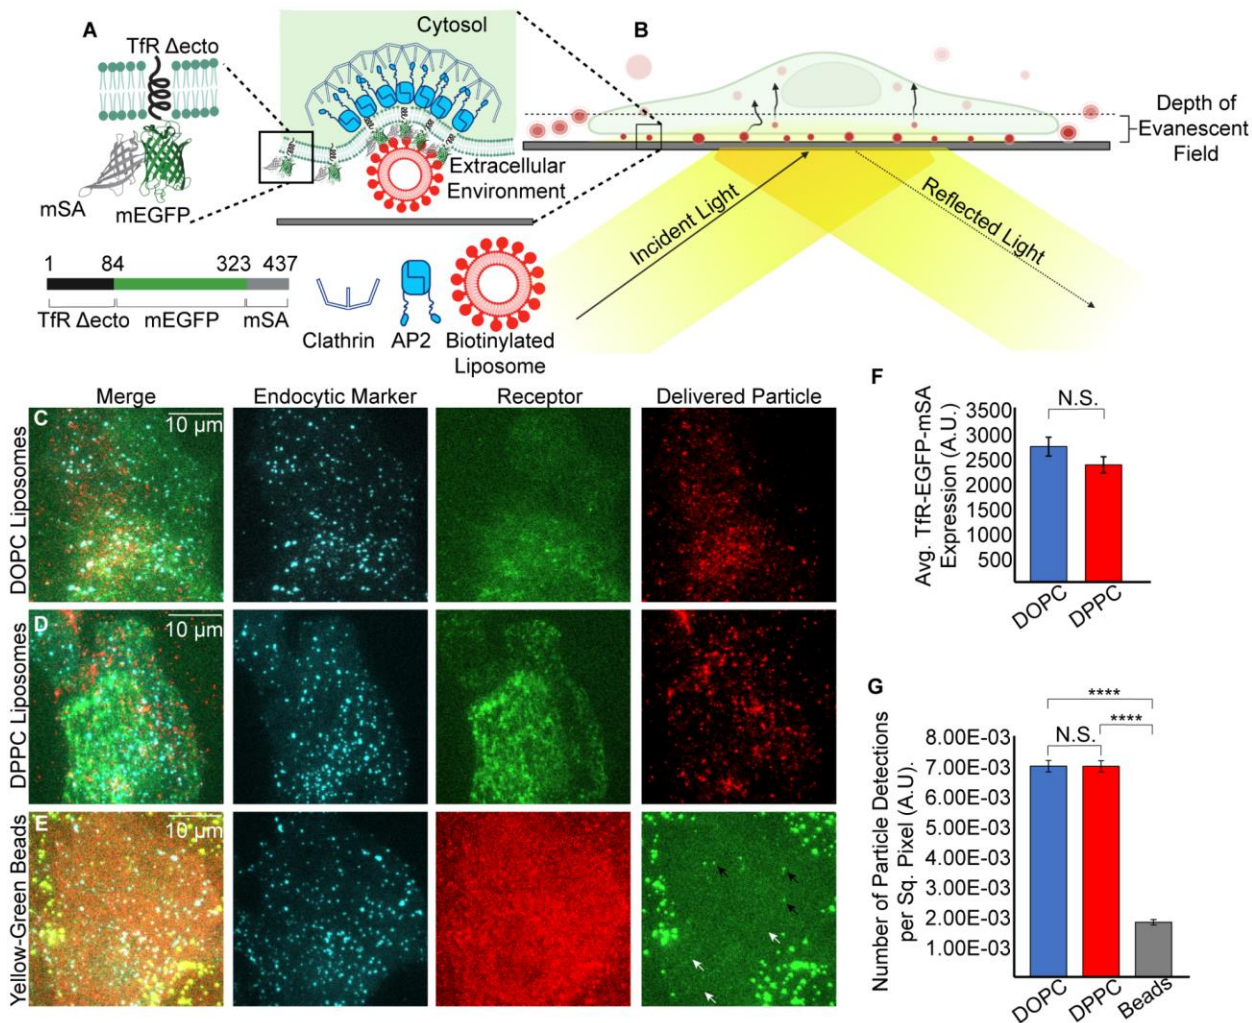 A
TfR Δecto
mSA
mEGFP
1 84 323 437
TfR Δecto mEGFP mSA
Cytosol
Extracellular
Environment
Clathrin
AP2
Biotinylated
Liposome
B
Depth of
Evanescent
Field
Incident Light
Reflected Light
Merge
Endocytic Marker
Receptor
Delivered Particle
C
10 µm
DOPC Liposomes
D
10 µm
DPPC Liposomes
E
10 µm
Yellow-Green Beads
F
Avg. TfR-EGFP-mSA
Expression (A.U.)
3500
3000
2500
2000
1500
1000
500
N.S.
DOPC
DPPC
G
Number of Particle Detections
per Sq. Pixel (A.U.)
8.00E-03
7.00E-03
6.00E-03
5.00E-03
4.00E-03
3.00E-03
2.00E-03
1.00E-03
****
****
N.S.
DOPC
DPPC
Beads